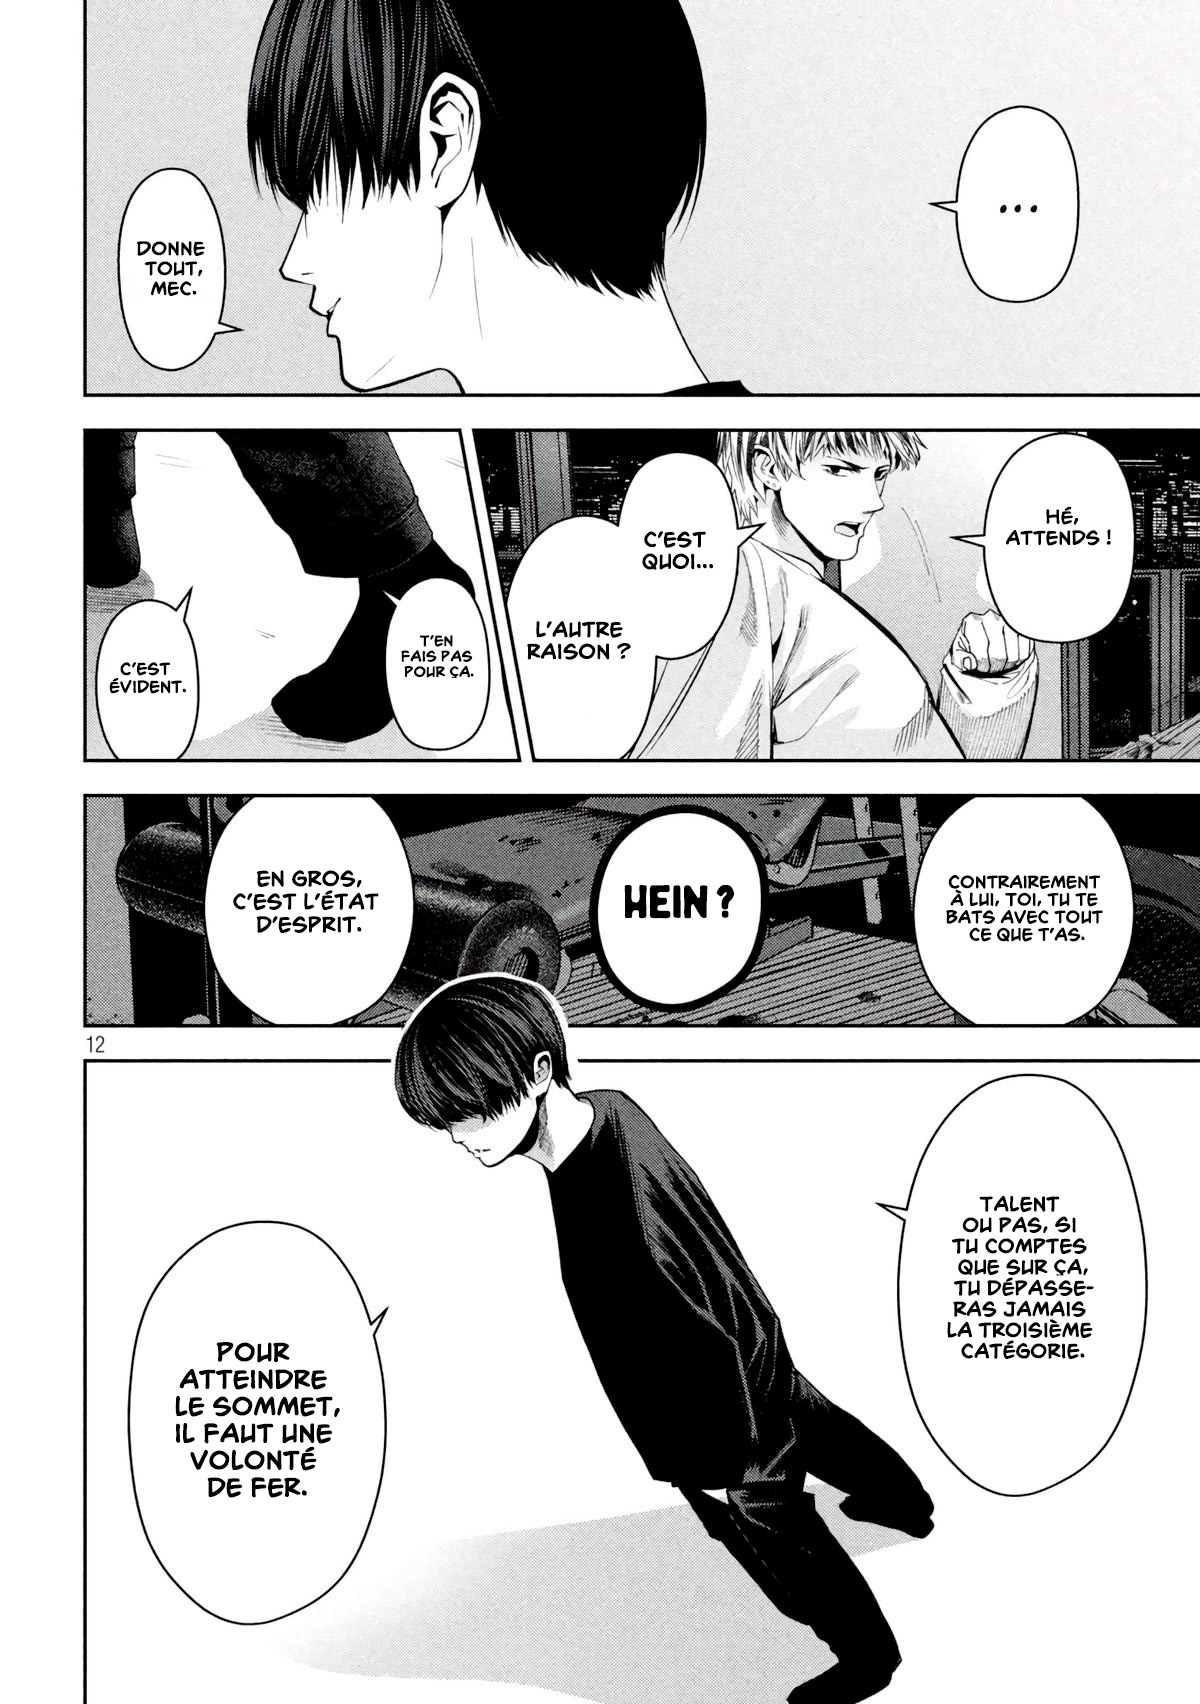 ...
DONNE
TOUT,
MEC.
HÉ,
ATTENDS !
C'EST
QUOI...
L'AUTRE
RAISON ?
T'EN
FAIS PAS
POUR ÇA.
C'EST
ÉVIDENT.
CONTRAIREMENT
À LUI, TOI, TU TE
BATS AVEC TOUT
CE QUE T'AS.
HEIN ?
EN GROS,
C'EST L'ÉTAT
D'ESPRIT.
12
TALENT
OU PAS, SI
TU COMPTES
QUE SUR ÇA,
TU DÉPASSE-
RAS JAMAIS
LA TROISIÈME
CATÉGORIE.
POUR
ATTEINDRE
LE SOMMET,
IL FAUT UNE
VOLONTÉ
DE FER.